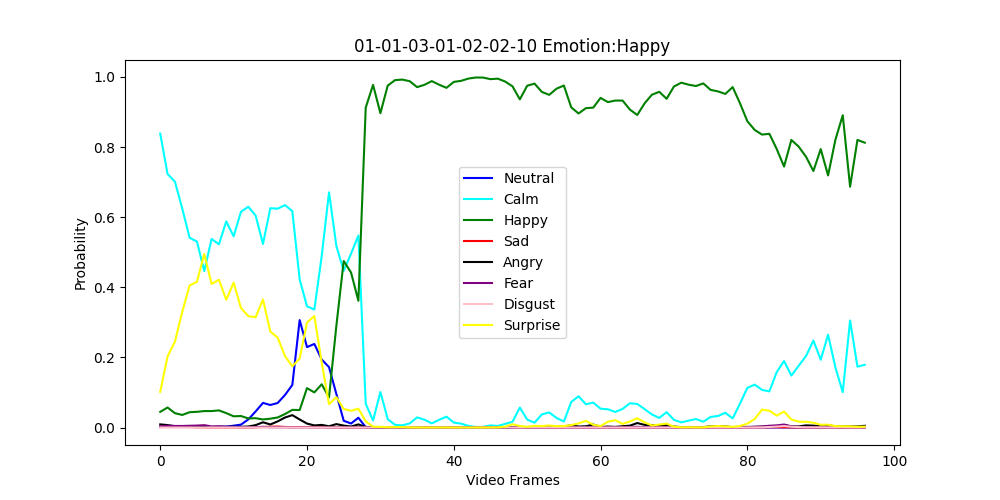 01-01-03-01-02-02-10 Emotion:Happy
1.0
0.8
0.6
0.4
0.2
0.0
Probability
Neutral
Calm
Happy
Sad
Angry
Fear
Disgust
Surprise
0 20 40 60 80 100
Video Frames